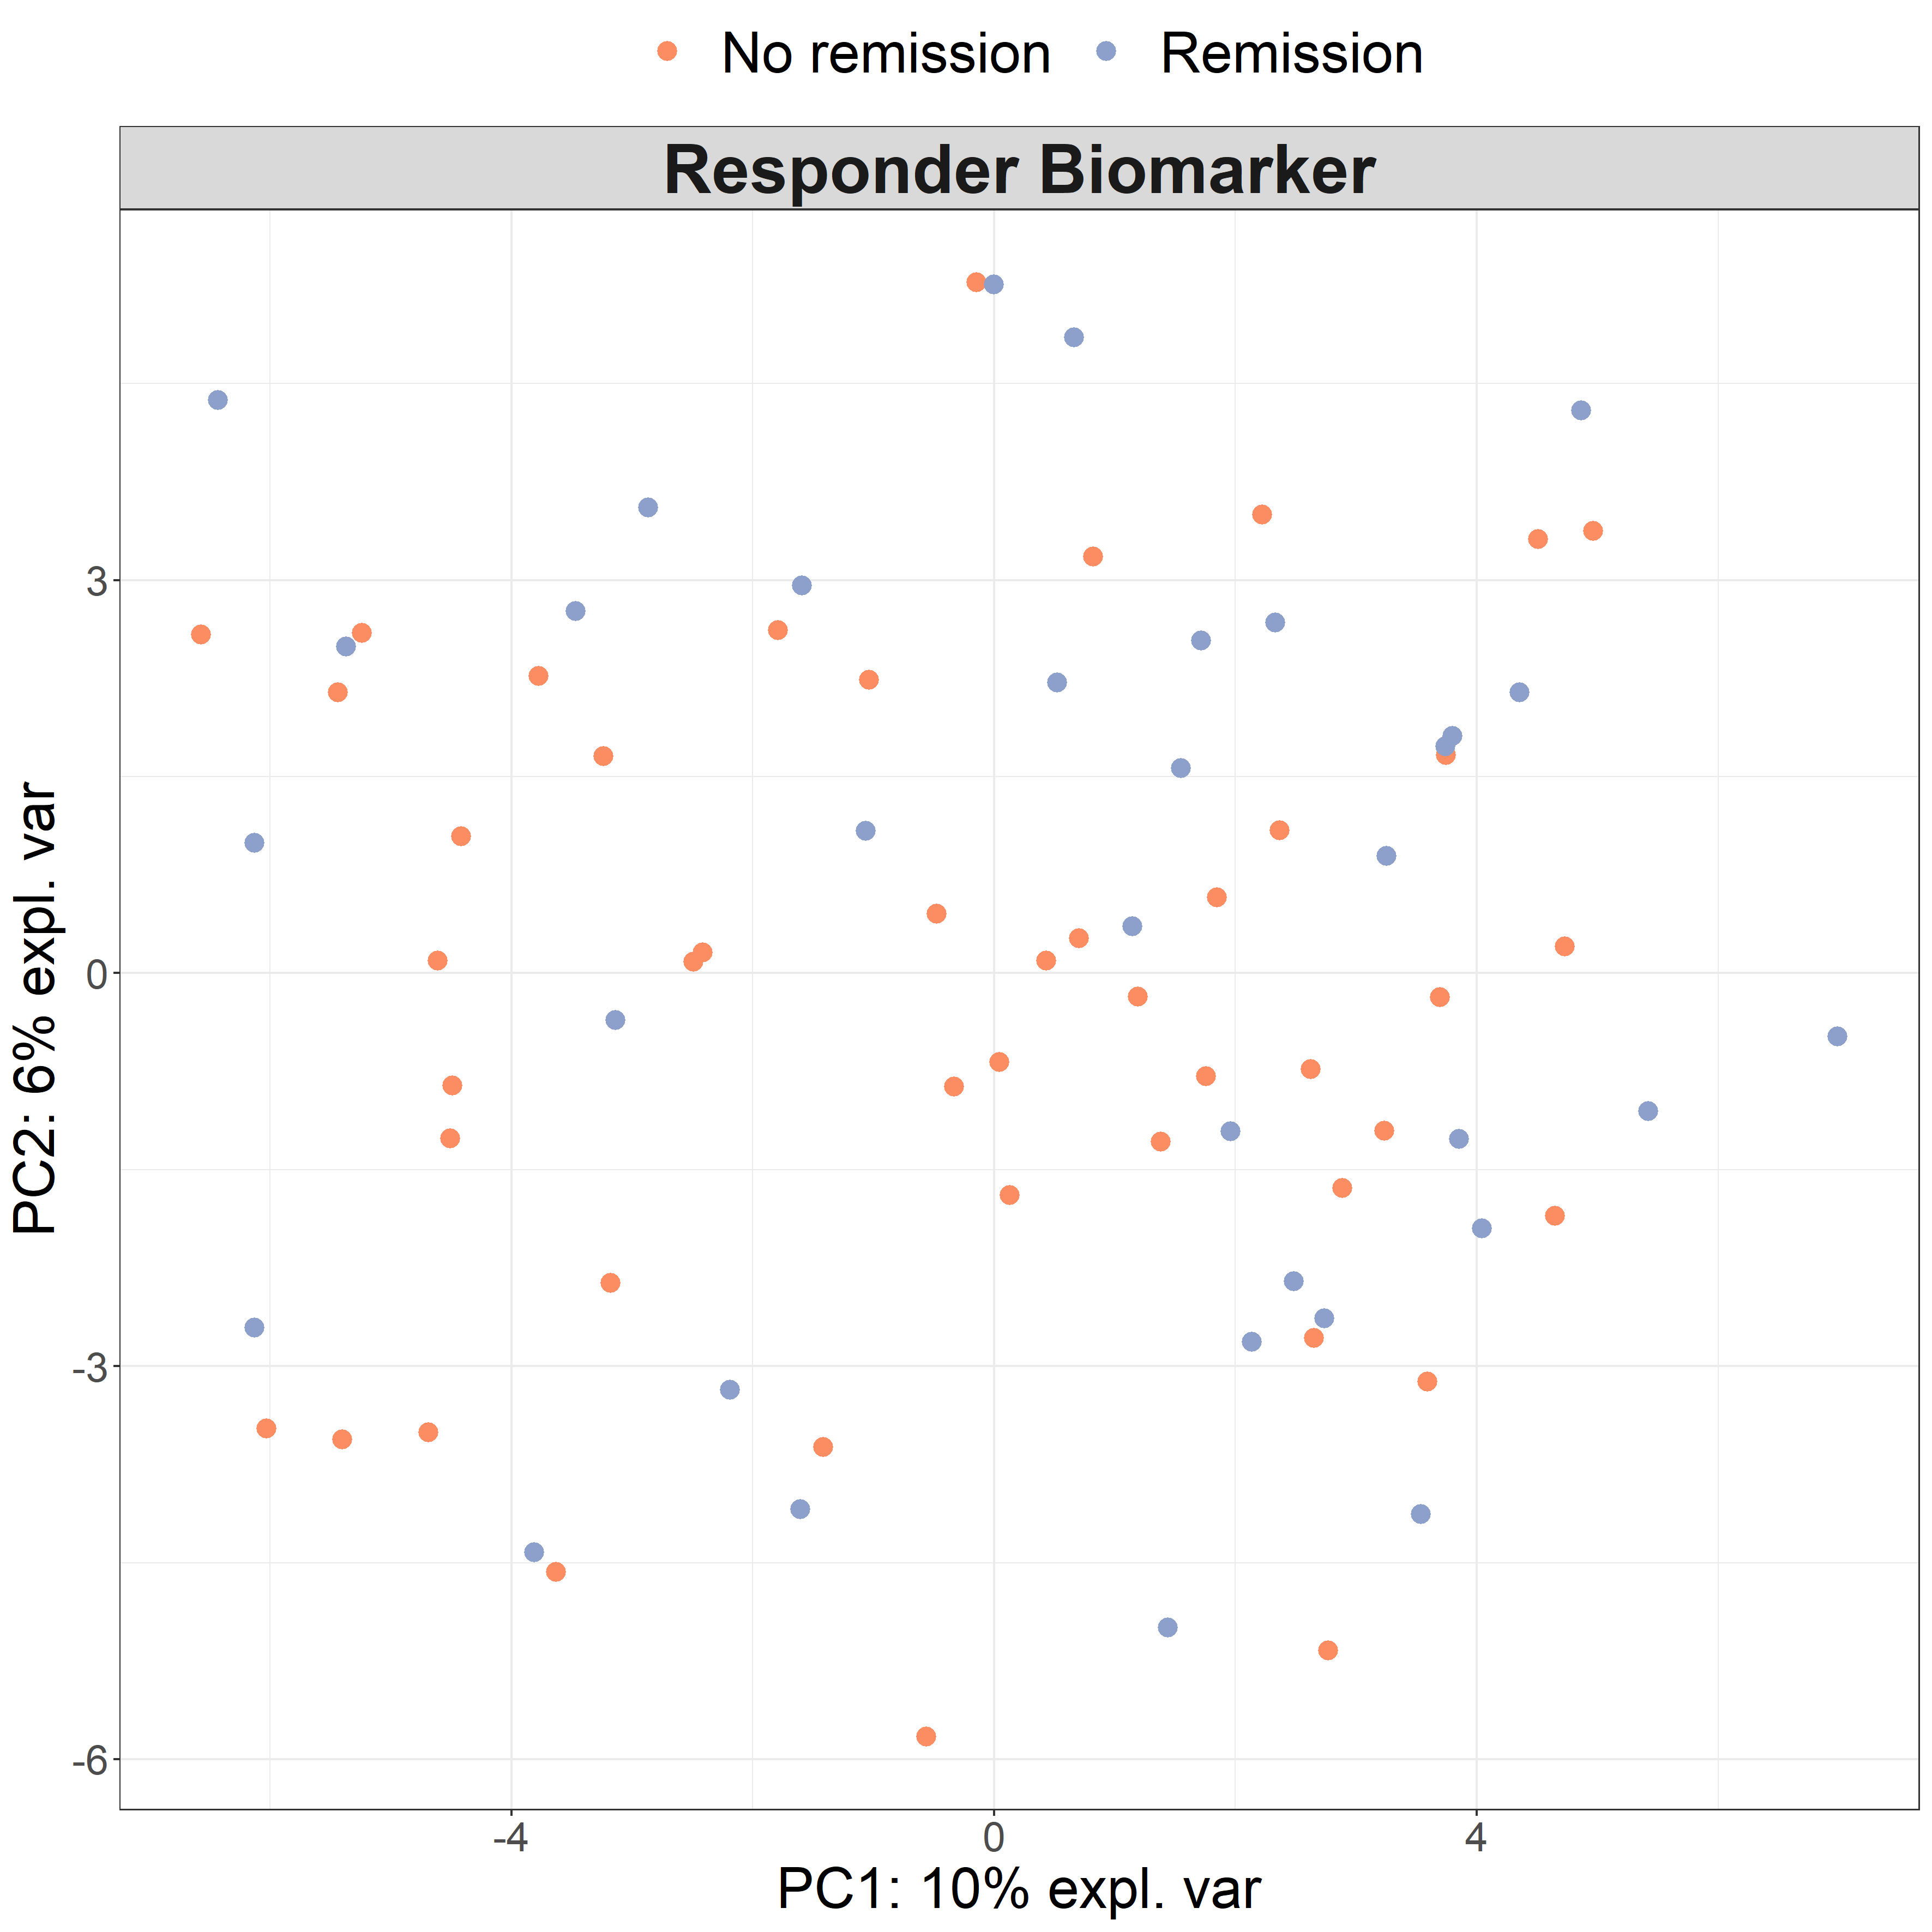 No remission Remission
Responder Biomarker
PC2: 6% expl. var
3
0
-3
-6
-4 0 4
PC1: 10% expl. var